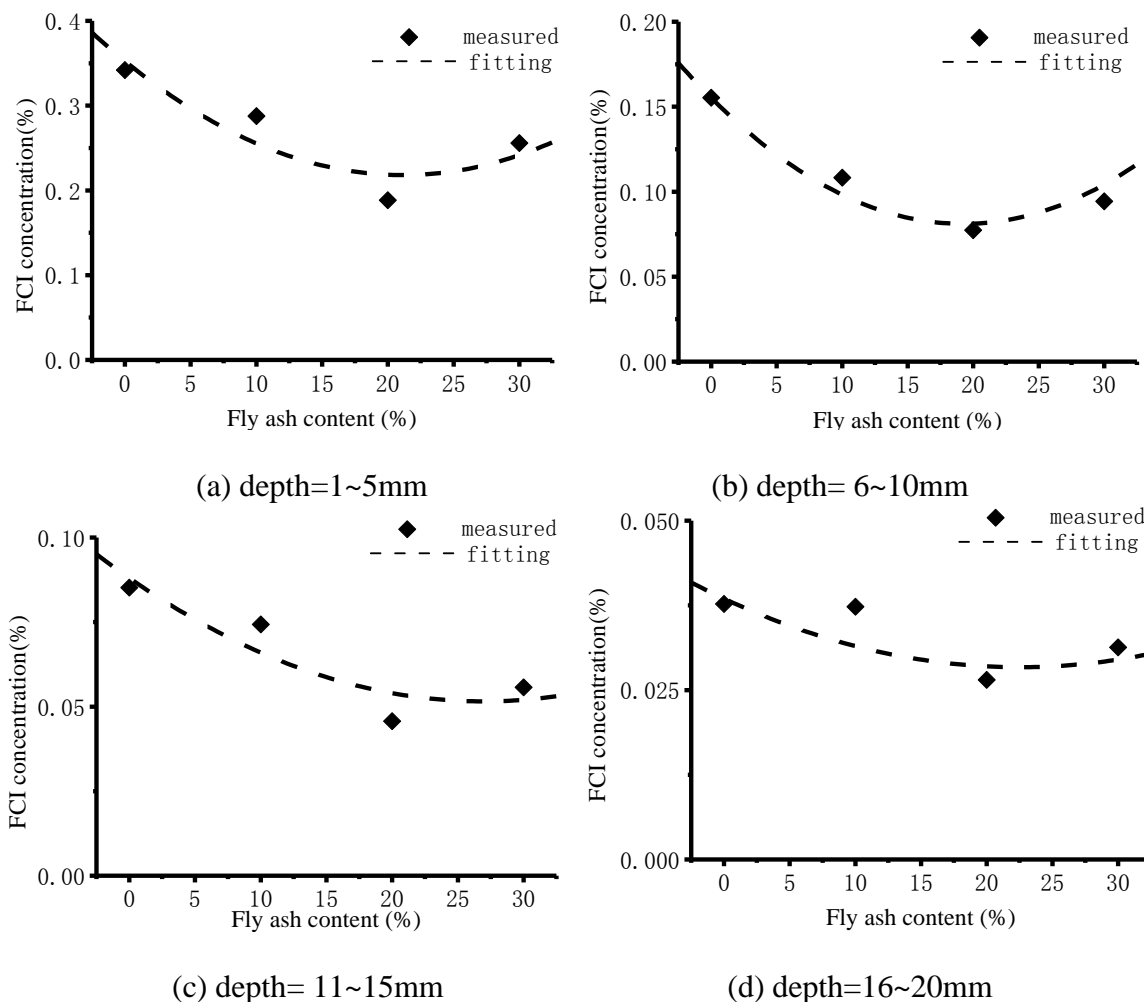 0.4
0.3
0.2
0.1
0.0
FCI concentration(%)
measured
fitting
0 5 10 15 20 25 30
Fly ash content (%)
(a) depth=1~5mm
0.20
0.15
0.10
0.05
0.00
FCI concentration(%)
measured
fitting
0 5 10 15 20 25 30
Fly ash content (%)
(b) depth= 6~10mm
0.10
0.05
0.00
FCI concentration(%)
measured
fitting
0 5 10 15 20 25 30
Fly ash content (%)
(c) depth= 11~15mm
0.050
0.025
0.000
FCI concentration(%)
measured
fitting
0 5 10 15 20 25 30
Fly ash content (%)
(d) depth=16~20mm